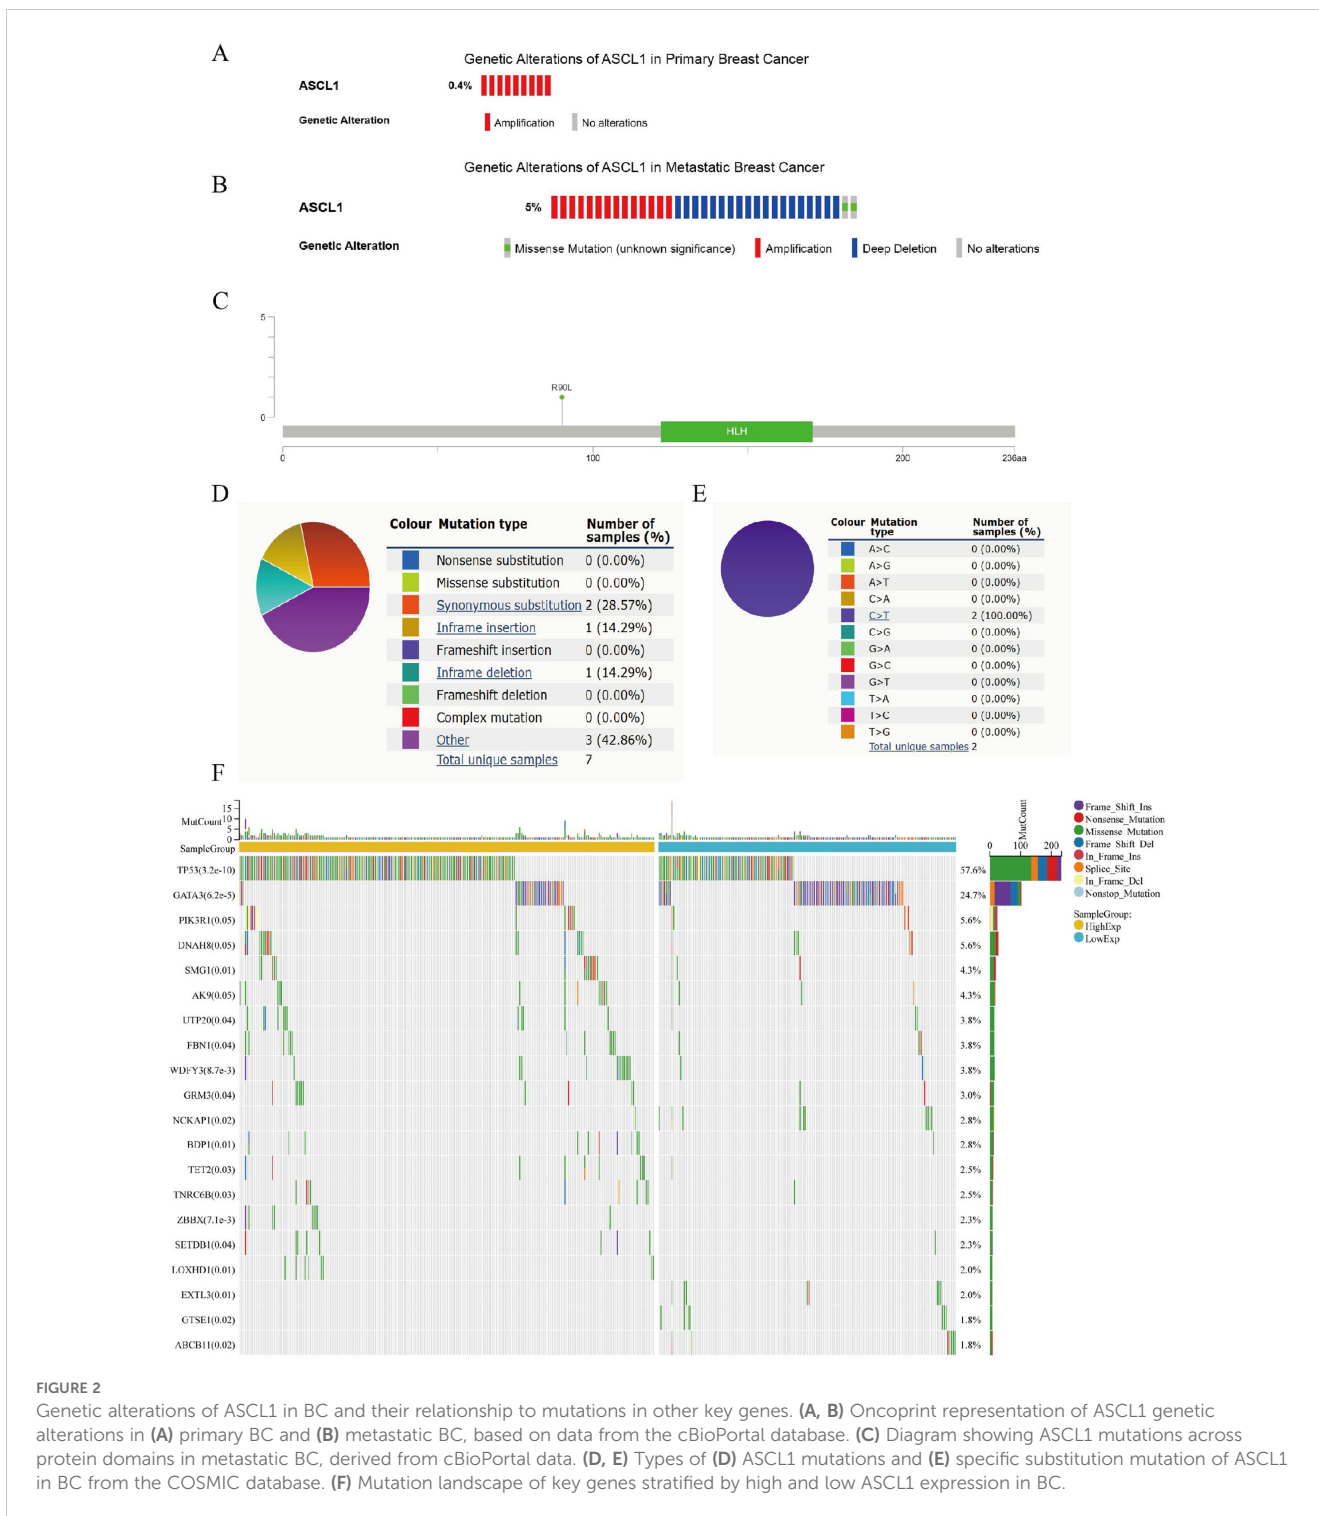 A
Genetic Alterations of ASCL1 in Primary Breast Cancer
ASCL1 0.4%
Genetic Alteration Amplification No alterations
Genetic Alterations of ASCL1 in Metastatic Breast Cancer
B
ASCL1 5%
Genetic Alteration Missense Mutation (unknown significance) Amplification Deep Deletion No alterations
C
5
R90L
0
HLH
0 100 200 236aa
D
Colour Mutation type Number of samples (%)
Nonsense substitution 0 (0.00%)
Missense substitution 0 (0.00%)
Synonymous substitution 2 (28.57%)
Inframe insertion 1 (14.29%)
Frameshift insertion 0 (0.00%)
Inframe deletion 1 (14.29%)
Frameshift deletion 0 (0.00%)
Complex mutation 0 (0.00%)
Other 3 (42.86%)
Total unique samples 7
E
Colour Mutation type Number of samples (%)
A>C 0 (0.00%)
A>G 0 (0.00%)
A>T 0 (0.00%)
C>A 0 (0.00%)
C>T 2 (100.00%)
C>G 0 (0.00%)
G>A 0 (0.00%)
G>C 0 (0.00%)
G>T 0 (0.00%)
T>A 0 (0.00%)
T>C 0 (0.00%)
T>G 0 (0.00%)
Total unique samples 2
F
15
10
5
0
MutCount
SampleGroup
TP53(3.2e-10) 57.6%
GATA3(6.2e-5) 24.7%
PIK3R1(0.05) 5.6%
DNAH8(0.05) 5.6%
SMG1(0.01) 4.3%
AK9(0.05) 4.3%
UTP20(0.04) 3.8%
FBN1(0.04) 3.8%
WDFY3(8.7e-3) 3.8%
GRM3(0.04) 3.0%
NCKAP1(0.02) 2.8%
BDP1(0.01) 2.8%
TET2(0.03) 2.5%
TNRC6B(0.03) 2.5%
ZBBX(7.1e-3) 2.3%
SETDB1(0.04) 2.3%
LOXHD1(0.01) 2.0%
EXTL3(0.01) 2.0%
GTSE1(0.02) 1.8%
ABCB11(0.02) 1.8%
MutCount
0 100 200
Frame_Shift_Ins
Nonsense_Mutation
Missense_Mutation
Frame_Shift_Del
In_Frame_Ins
Splice_Site
In_Frame_Del
Nonstop_Mutation
SampleGroup:
HighExp
LowExp
FIGURE 2
Genetic alterations of ASCL1 in BC and their relationship to mutations in other key genes. (A, B) Oncoprint representation of ASCL1 genetic
alterations in (A) primary BC and (B) metastatic BC, based on data from the cBioPortal database. (C) Diagram showing ASCL1 mutations across
protein domains in metastatic BC, derived from cBioPortal data. (D, E) Types of (D) ASCL1 mutations and (E) specific substitution mutation of ASCL1
in BC from the COSMIC database. (F) Mutation landscape of key genes stratified by high and low ASCL1 expression in BC.